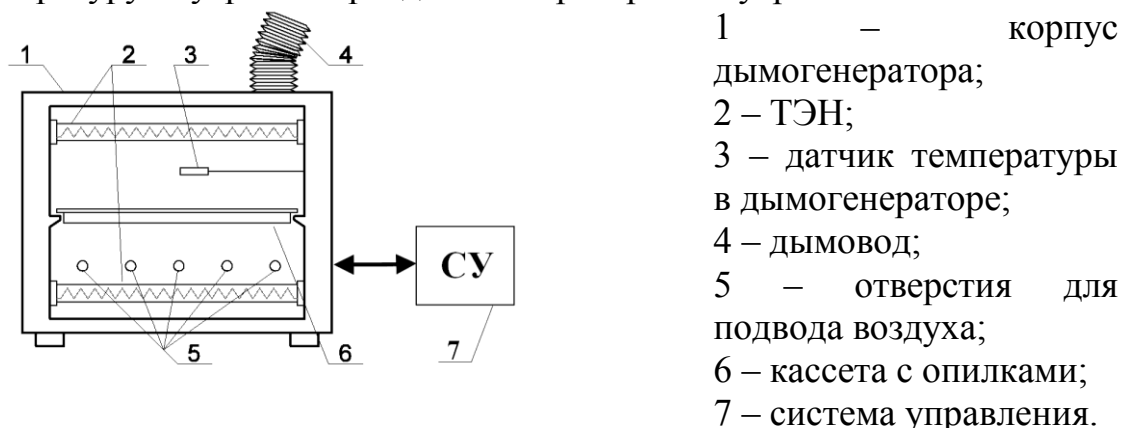 1 2 3 4
СУ
5 6 7
1 – корпус
дымогенератора;
2 – ТЭН;
3 – датчик температуры
в дымогенераторе;
4 – дымовод;
5 – отверстия для
подвода воздуха;
6 – кассета с опилками;
7 – система управления.